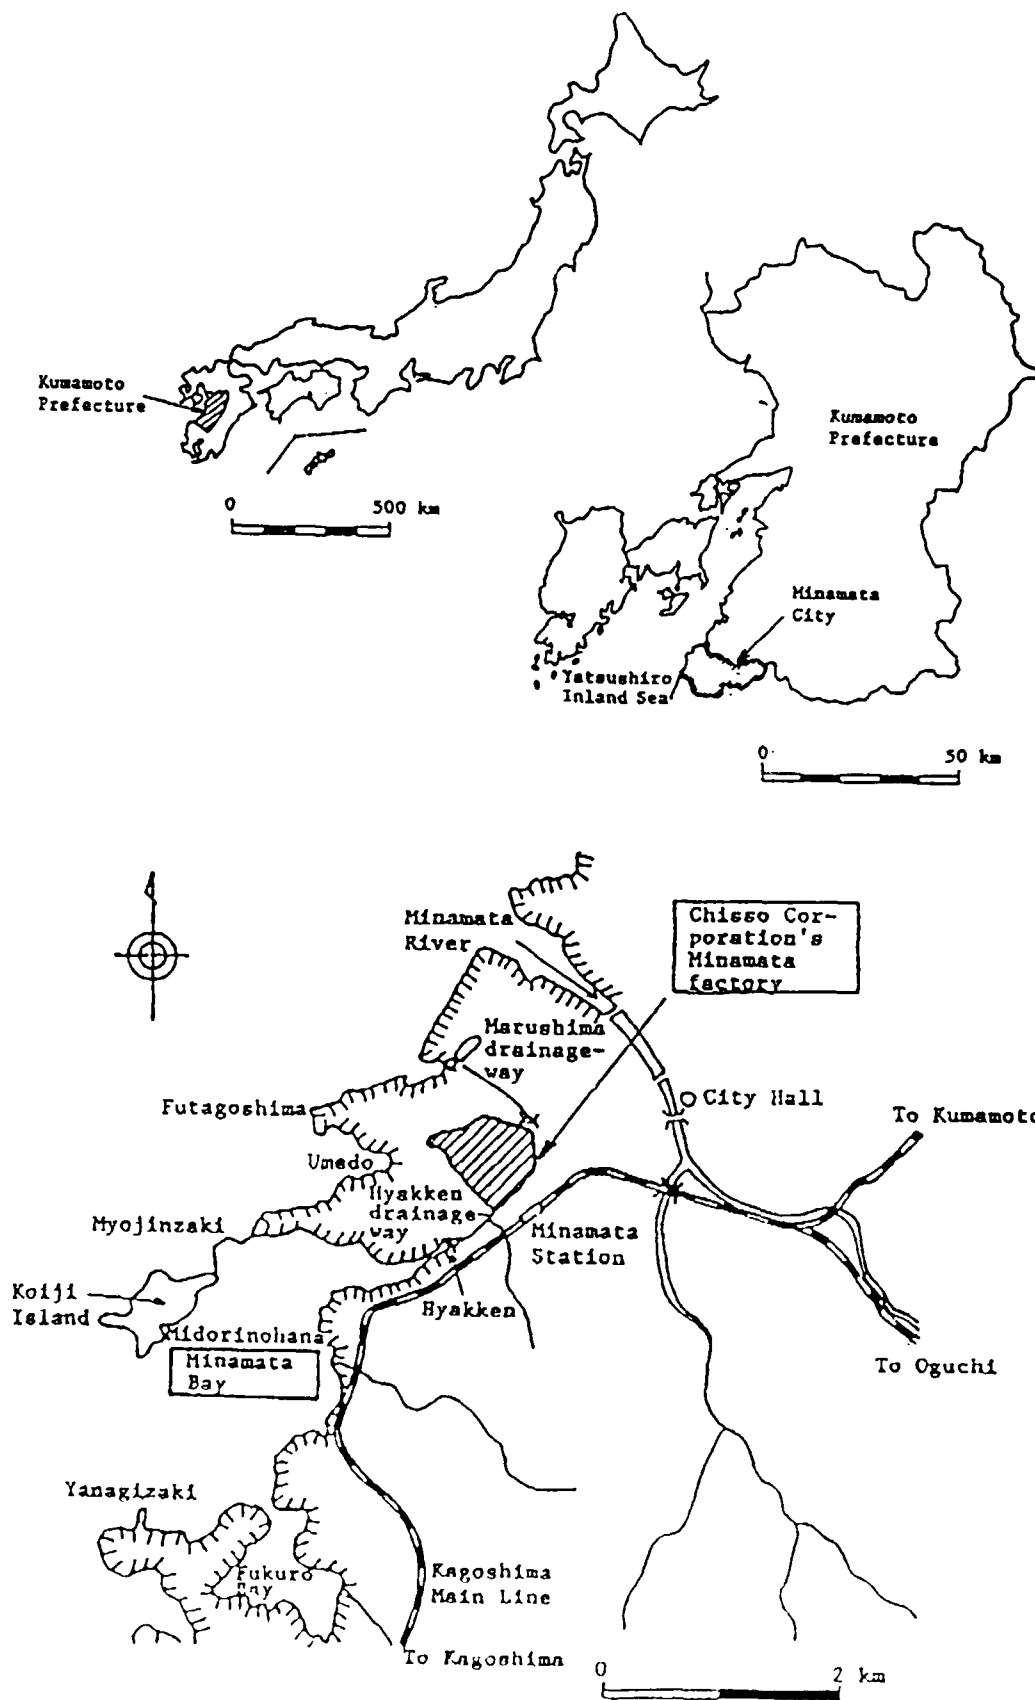 Kumamoto
Prefecture
0 500 km
Kumamoto
Prefecture
Minamata
City
Yatsushiro
Inland Sea
0 50 km
Minamata
River
Chisso Cor-
poration's
Minamata
factory
Marushima
drainage-
way
City Hall
Futagoshima
To Kumamoto
Umedo
Hyakken
drainage-
way
Myojinzaki
Minamata
Station
Koiji
Island
Hyakken
Midorinohana
Minamata
Bay
To Oguchi
Yanagizaki
Fukuro
Bay
Kagoshima
Main Line
To Kagoshima
0 2 km